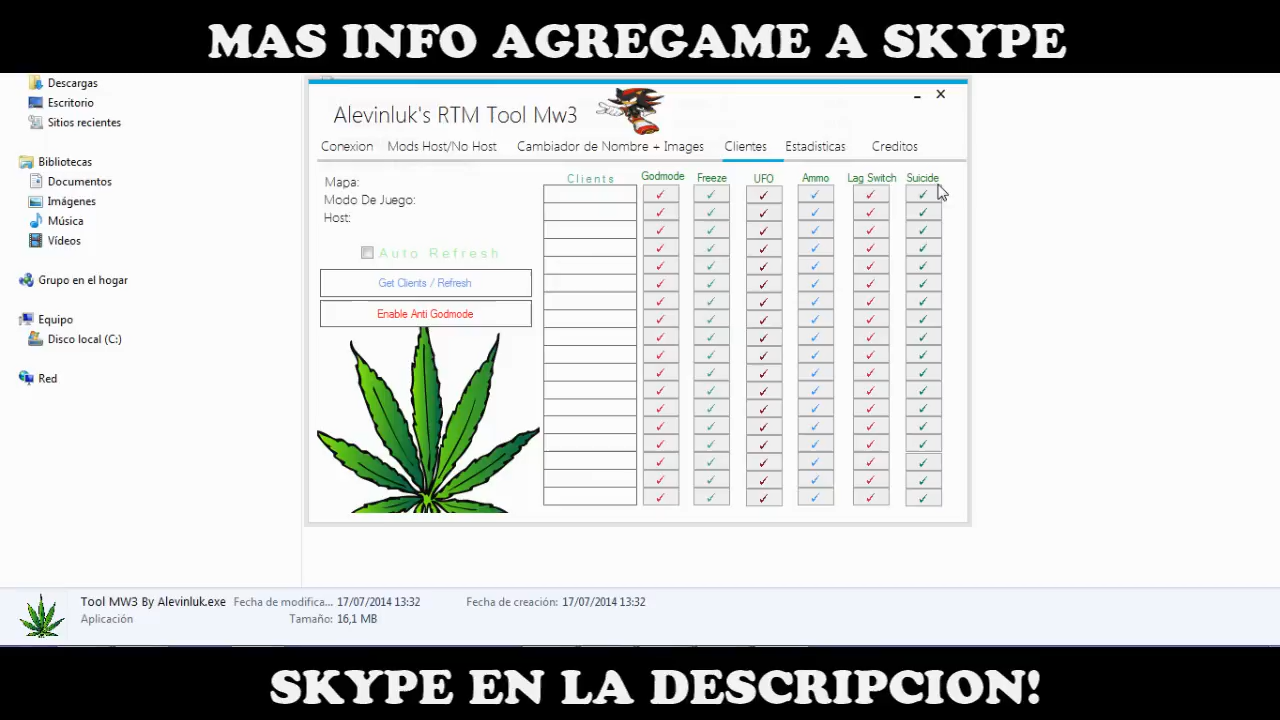 MAS INFO AGREGAME A SKYPE
Descargas
Escritorio
Sitios recientes
Bibliotecas
Documentos
Imágenes
Música
Vídeos
Grupo en el hogar
Equipo
Disco local (C:)
Red
Alevinluk's RTM Tool Mw3
Conexion Mods Host/No Host Cambiador de Nombre + Images Clientes Estadisticas Creditos
Mapa:
Modo De Juego:
Host:
Auto Refresh
Get Clients / Refresh
Enable Anti Godmode
Clients Godmode Freeze UFO Ammo Lag Switch Suicide
Tool MW3 By Alevinluk.exe Fecha de modifica... 17/07/2014 13:32 Fecha de creación: 17/07/2014 13:32
Aplicación Tamaño: 16,1 MB
SKYPE EN LA DESCRIPCION!